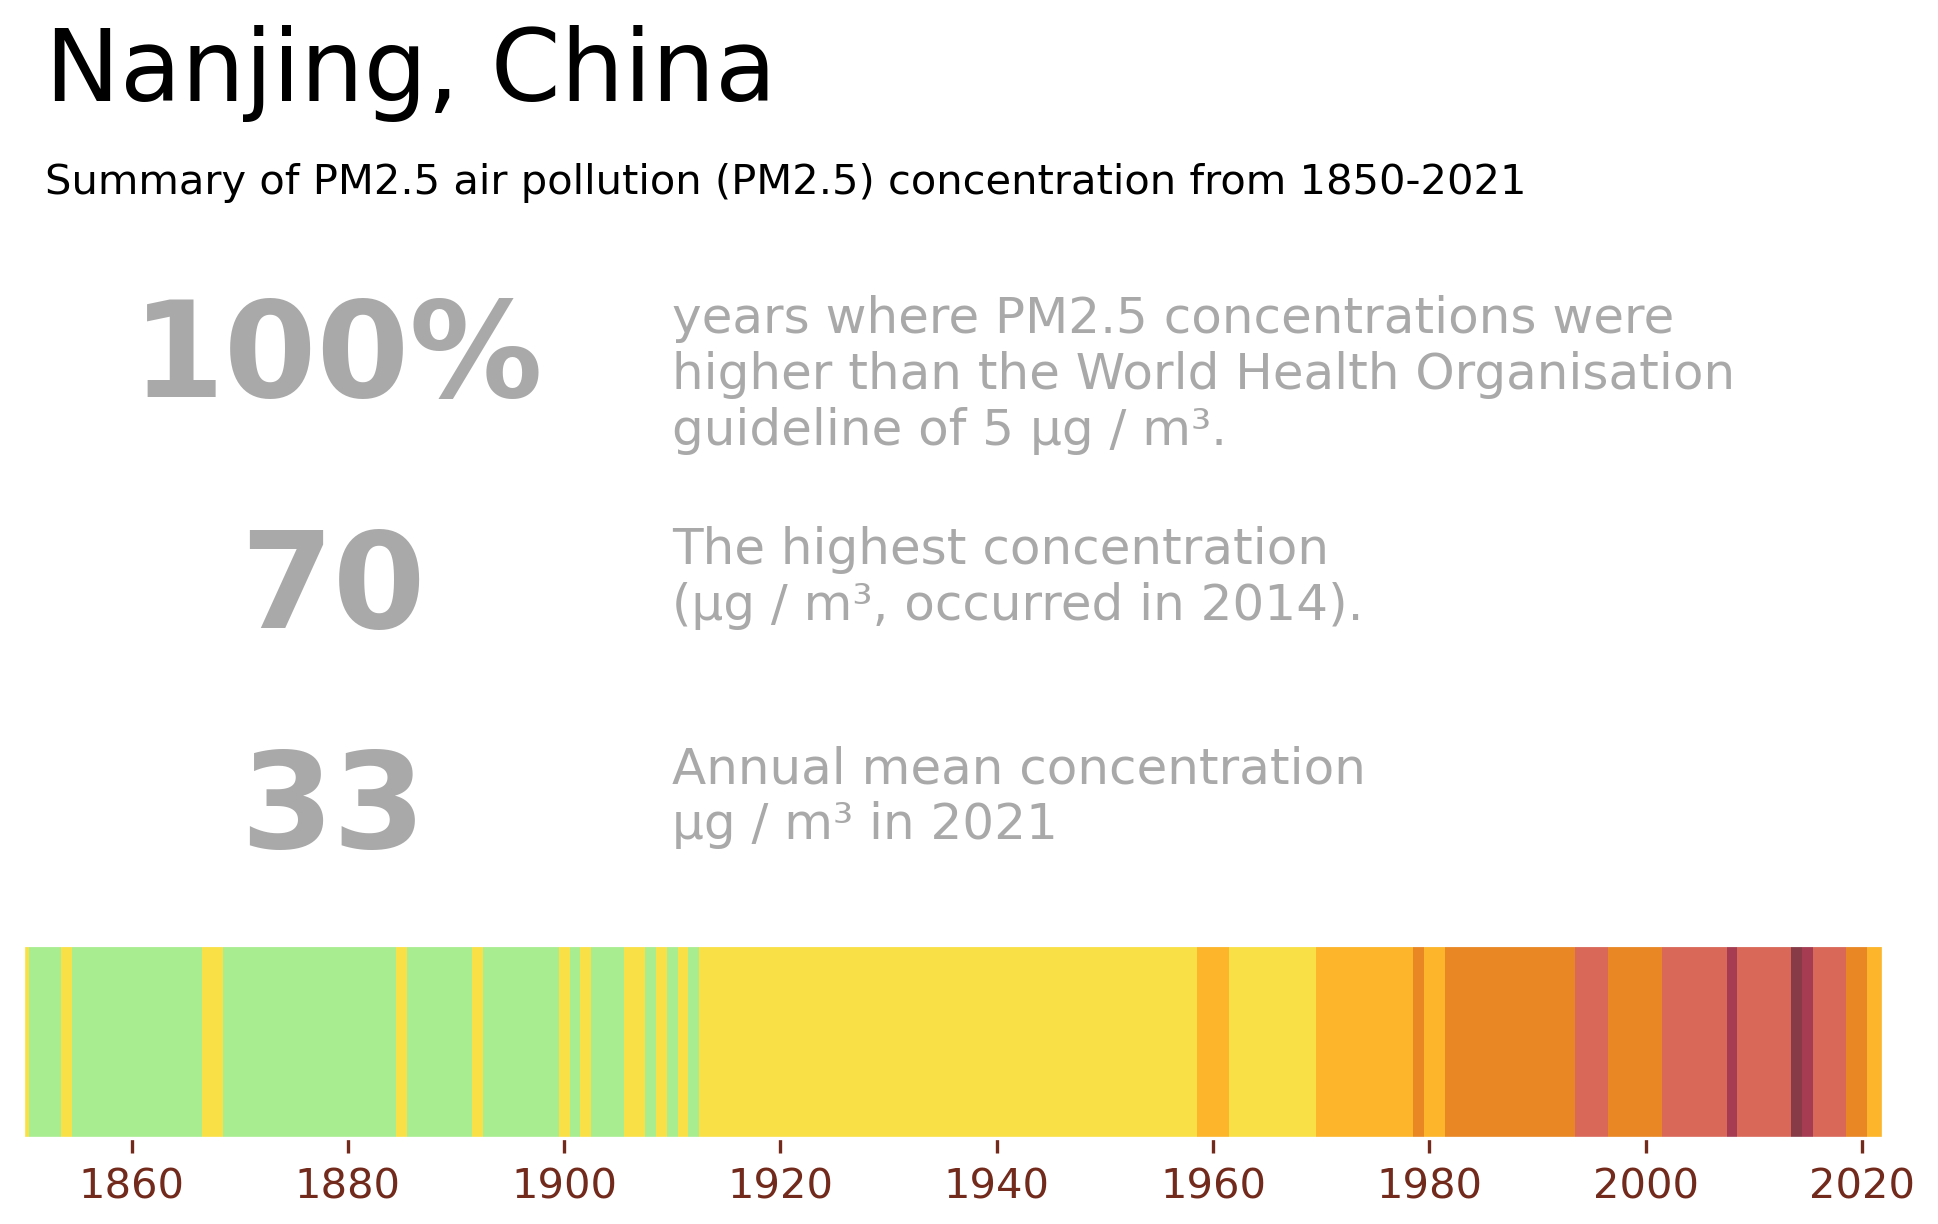 Nanjing, China
Summary of PM2.5 air pollution (PM2.5) concentration from 1850-2021
100%
years where PM2.5 concentrations were
higher than the World Health Organisation
guideline of 5 μg / m³.
70
The highest concentration
(μg / m³, occurred in 2014).
33
Annual mean concentration
μg / m³ in 2021
1860 1880 1900 1920 1940 1960 1980 2000 2020